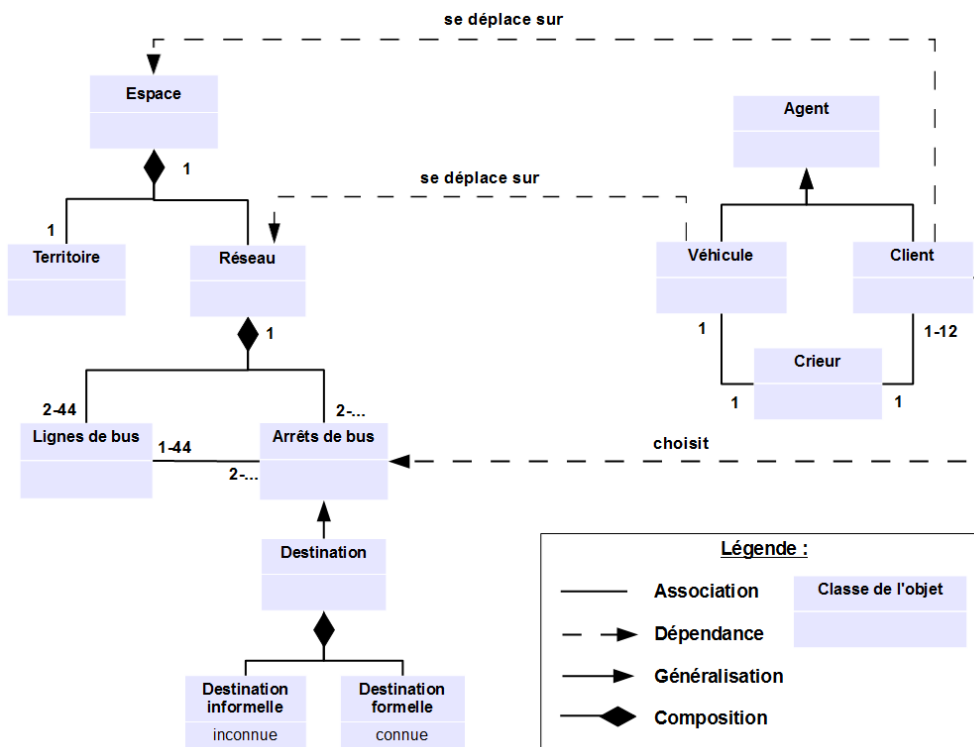 se déplace sur
Espace
Agent
1
se déplace sur
1
Territoire
Réseau
Véhicule
Client
1
1
1-12
Crieur
2-44
2-...
1
1
Lignes de bus
1-44
Arrêts de bus
choisit
2-...
Destination
Légende :
Association
Classe de l'objet
Dépendance
Généralisation
Composition
Destination
informelle
Destination
formelle
inconnue
connue